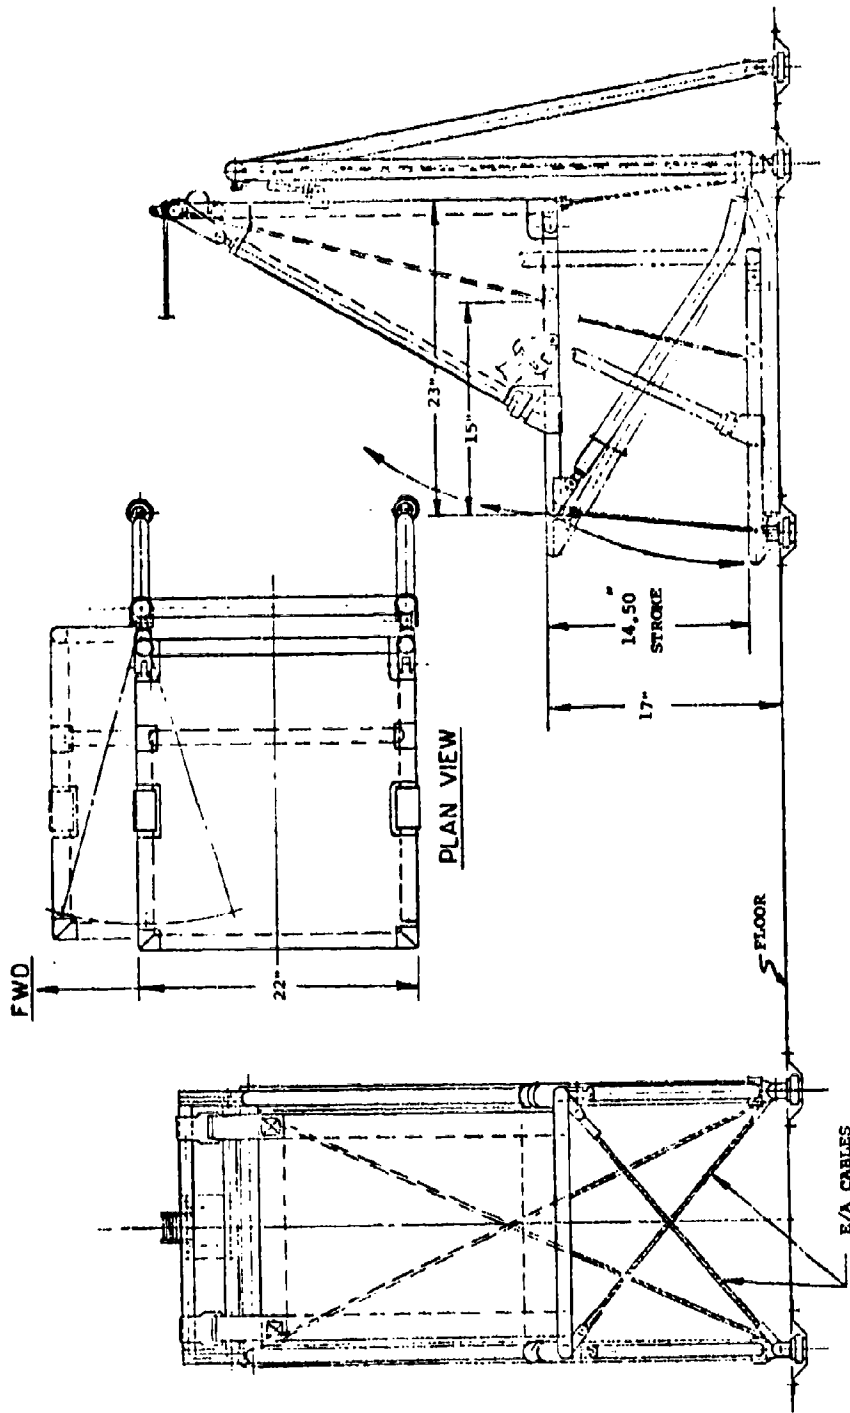 FWD
22"
PLAN VIEW
23"
15"
14.50"
STROKE
17"
FLOOR
E/A CABLES